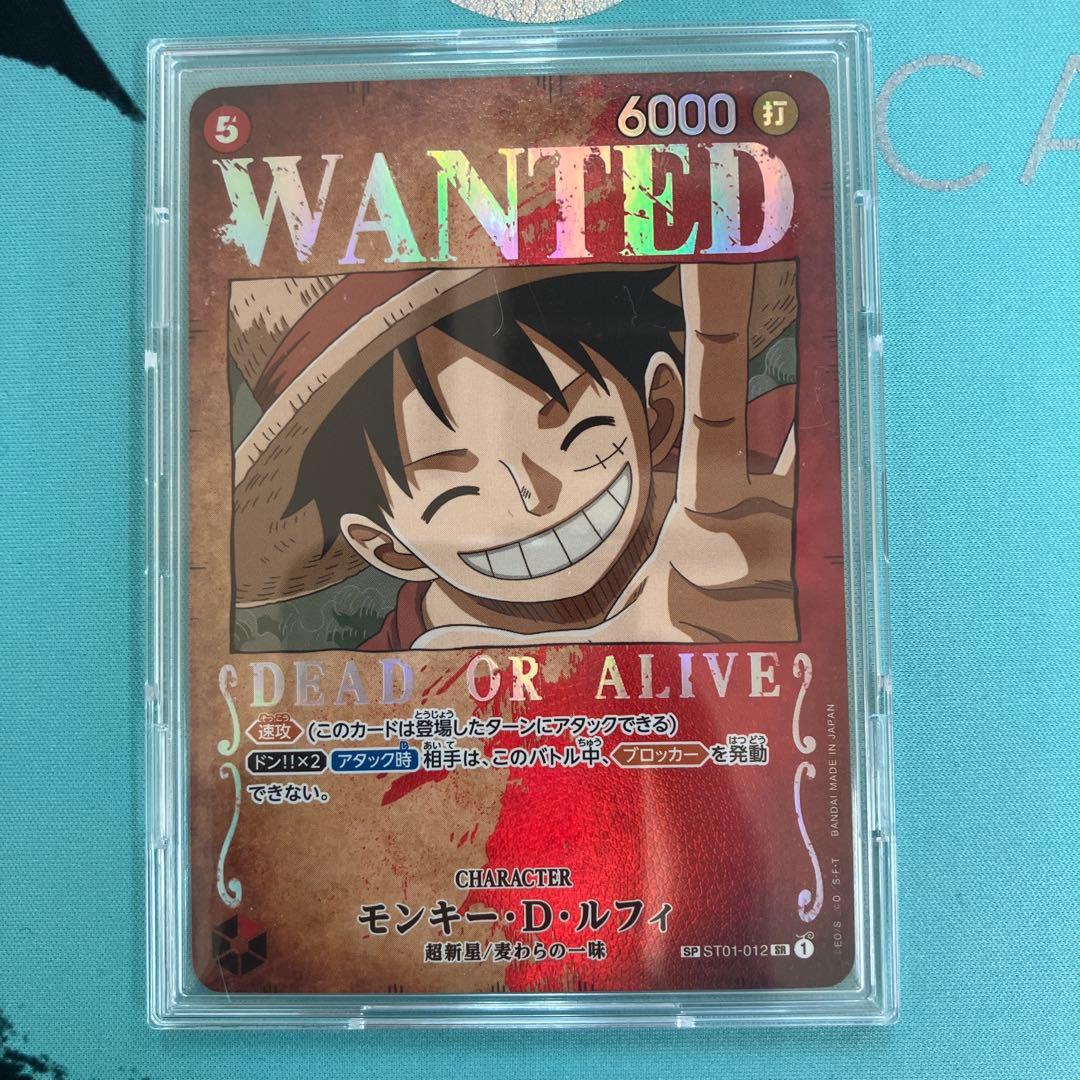 CA
5 6000 打
WANTED
DEAD OR ALIVE
速攻 (このカードは登場したターンにアタックできる)
ドン!!×2 アタック時 相手は、このバトル中、ブロッカーを発動
できない。
CHARACTER
モンキー・D・ルフィ
超新星/麦わらの一味
SP ST01-012 SR 1
©EO/S ©O/S・F・T BANDAI MADE IN JAPAN